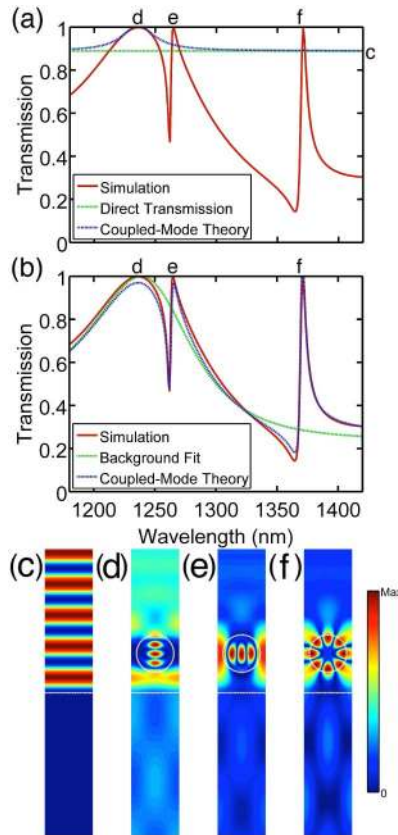 (a)
d
e
f
1
c
0.8
0.6
0.4
0.2
0
Transmission
Simulation
Direct Transmission
Coupled-Mode Theory
(b)
d
e
f
1
0.8
0.6
0.4
0.2
0
Transmission
Simulation
Background Fit
Coupled-Mode Theory
1200 1250 1300 1350 1400
Wavelength (nm)
(c) (d) (e) (f)
Max
0